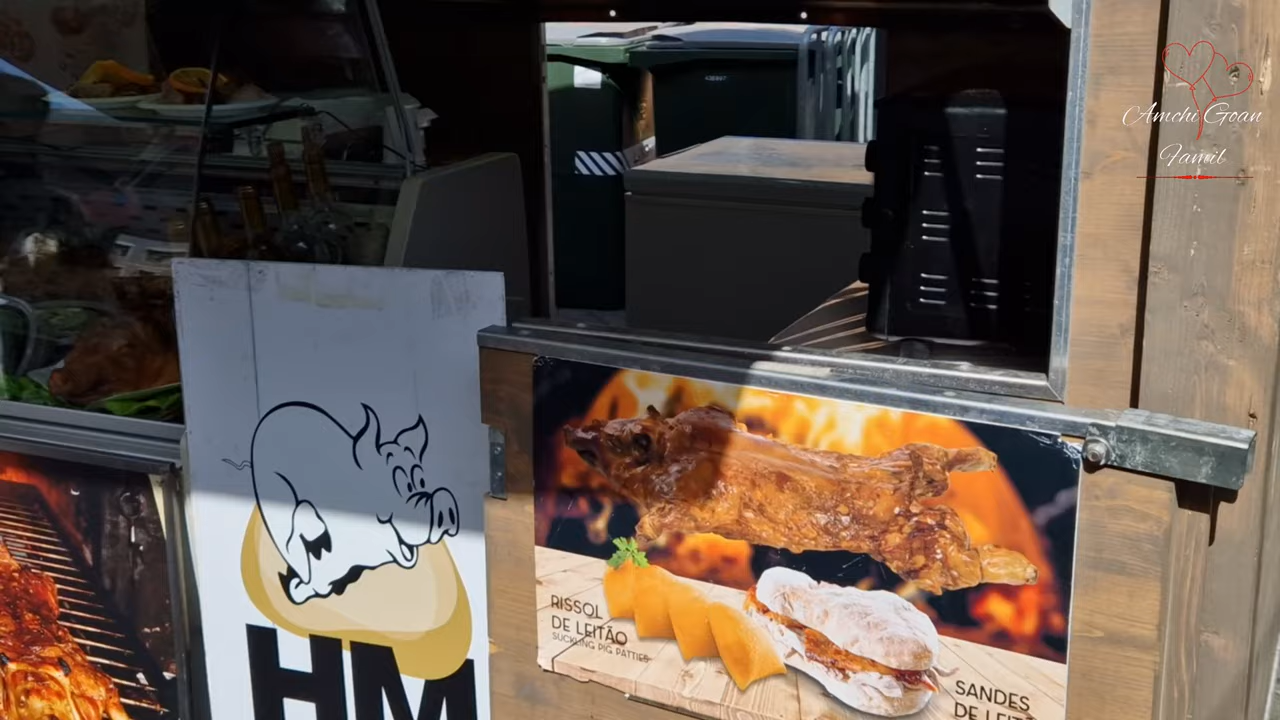 Amchi Goan
Famil
HM
RISSOL
DE LEITÃO
SUCKLING PIG PATTIES
SANDES